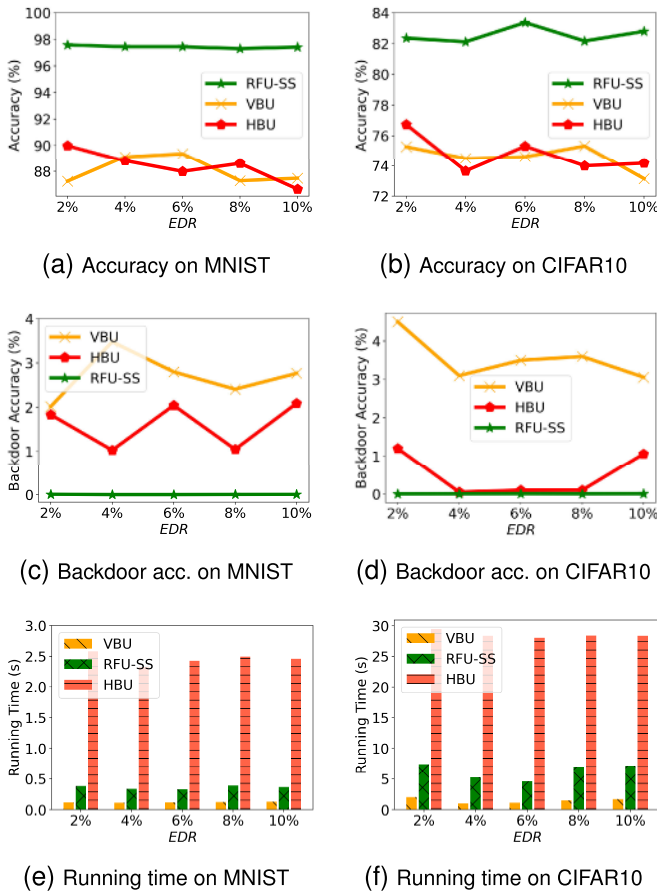 100
98
96
94
92
90
88
Accuracy (%)
RFU-SS
VBU
HBU
2% 4% 6% 8% 10%
EDR
(a) Accuracy on MNIST
84
82
80
78
76
74
72
Accuracy (%)
RFU-SS
VBU
HBU
2% 4% 6% 8% 10%
EDR
(b) Accuracy on CIFAR10
4
3
2
1
0
Backdoor Accuracy (%)
VBU
HBU
RFU-SS
2% 4% 6% 8% 10%
EDR
(c) Backdoor acc. on MNIST
4
3
2
1
0
Backdoor Accuracy (%)
VBU
HBU
RFU-SS
2% 4% 6% 8% 10%
EDR
(d) Backdoor acc. on CIFAR10
3.0
2.5
2.0
1.5
1.0
0.5
0.0
Running Time (s)
VBU
RFU-SS
HBU
2% 4% 6% 8% 10%
EDR
(e) Running time on MNIST
30
25
20
15
10
5
0
Running Time (s)
VBU
RFU-SS
HBU
2% 4% 6% 8% 10%
EDR
(f) Running time on CIFAR10